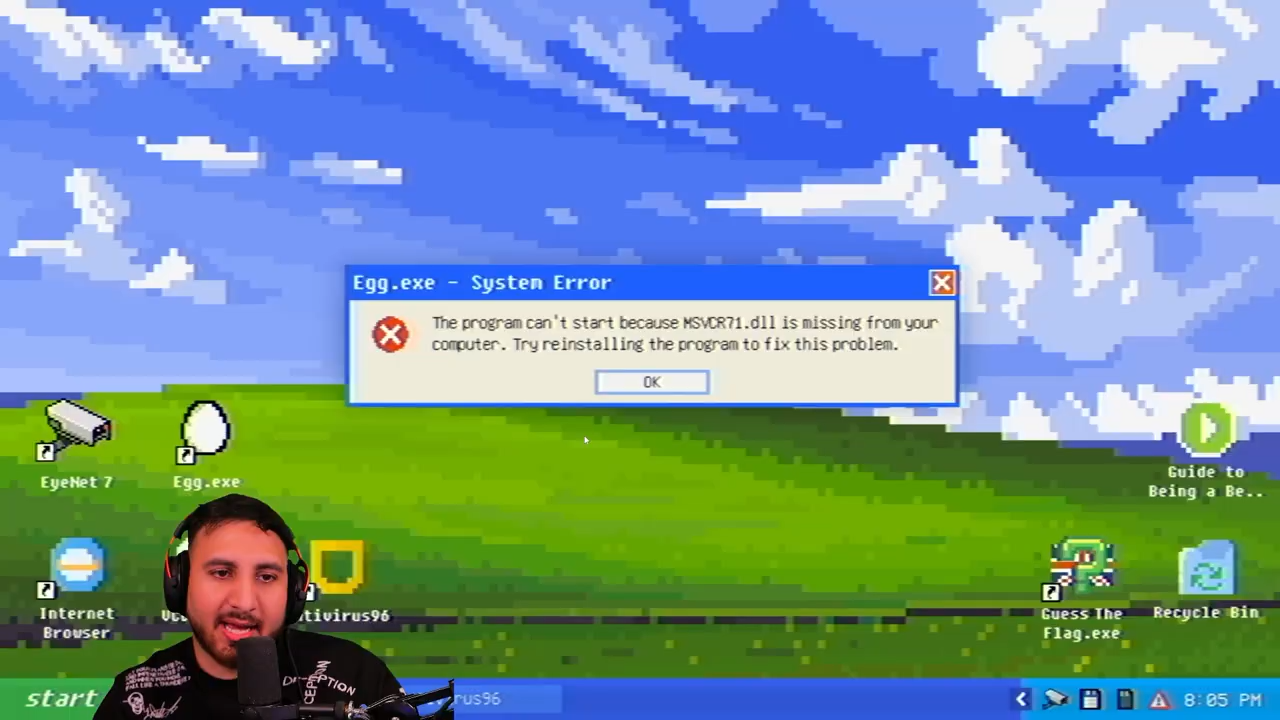 Egg.exe - System Error
The program can't start because MSVCR71.dll is missing from your
computer. Try reinstalling the program to fix this problem.
OK
EyeNet 7
Egg.exe
Guide to
Being a Be..
Internet
Browser
tivirus96
Guess The
Flag.exe
Recycle Bin
start
rus96
8:05 PM